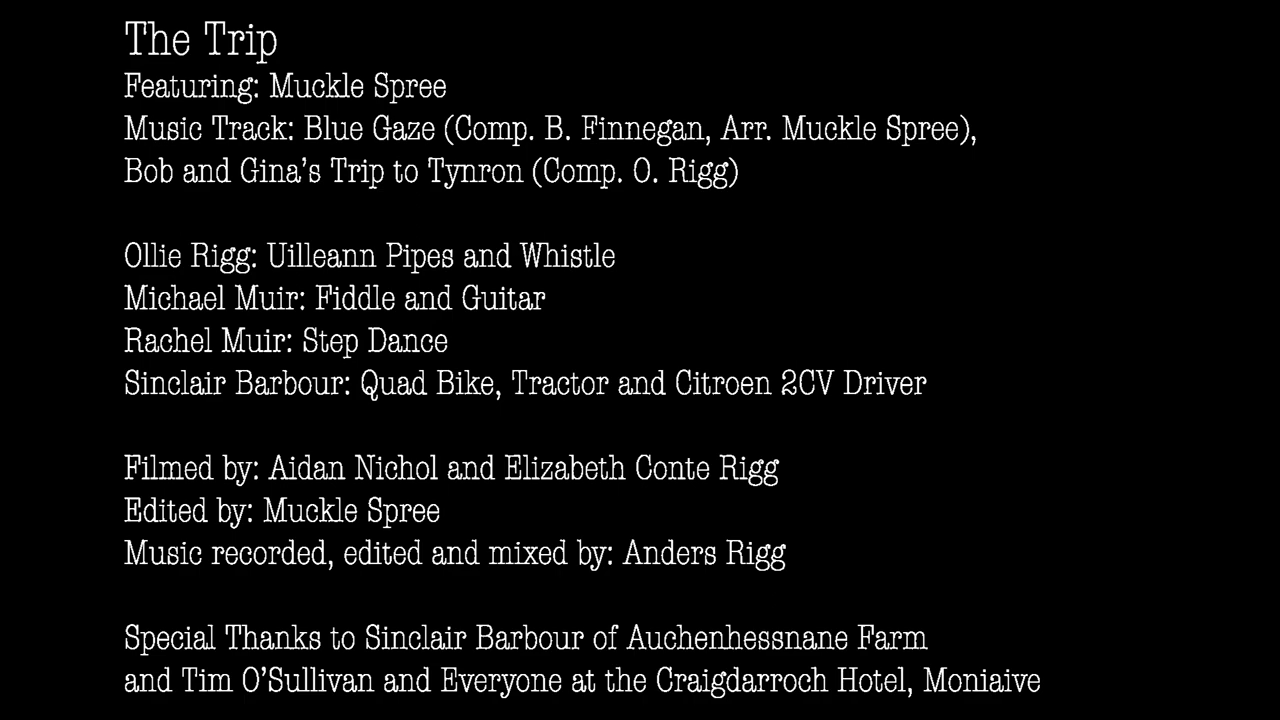 The Trip
Featuring: Muckle Spree
Music Track: Blue Gaze (Comp. B. Finnegan, Arr. Muckle Spree),
Bob and Gina's Trip to Tynron (Comp. O. Rigg)
Ollie Rigg: Uilleann Pipes and Whistle
Michael Muir: Fiddle and Guitar
Rachel Muir: Step Dance
Sinclair Barbour: Quad Bike, Tractor and Citroen 2CV Driver
Filmed by: Aidan Nichol and Elizabeth Conte Rigg
Edited by: Muckle Spree
Music recorded, edited and mixed by: Anders Rigg
Special Thanks to Sinclair Barbour of Auchenhessnane Farm
and Tim O'Sullivan and Everyone at the Craigdarroch Hotel, Moniaive